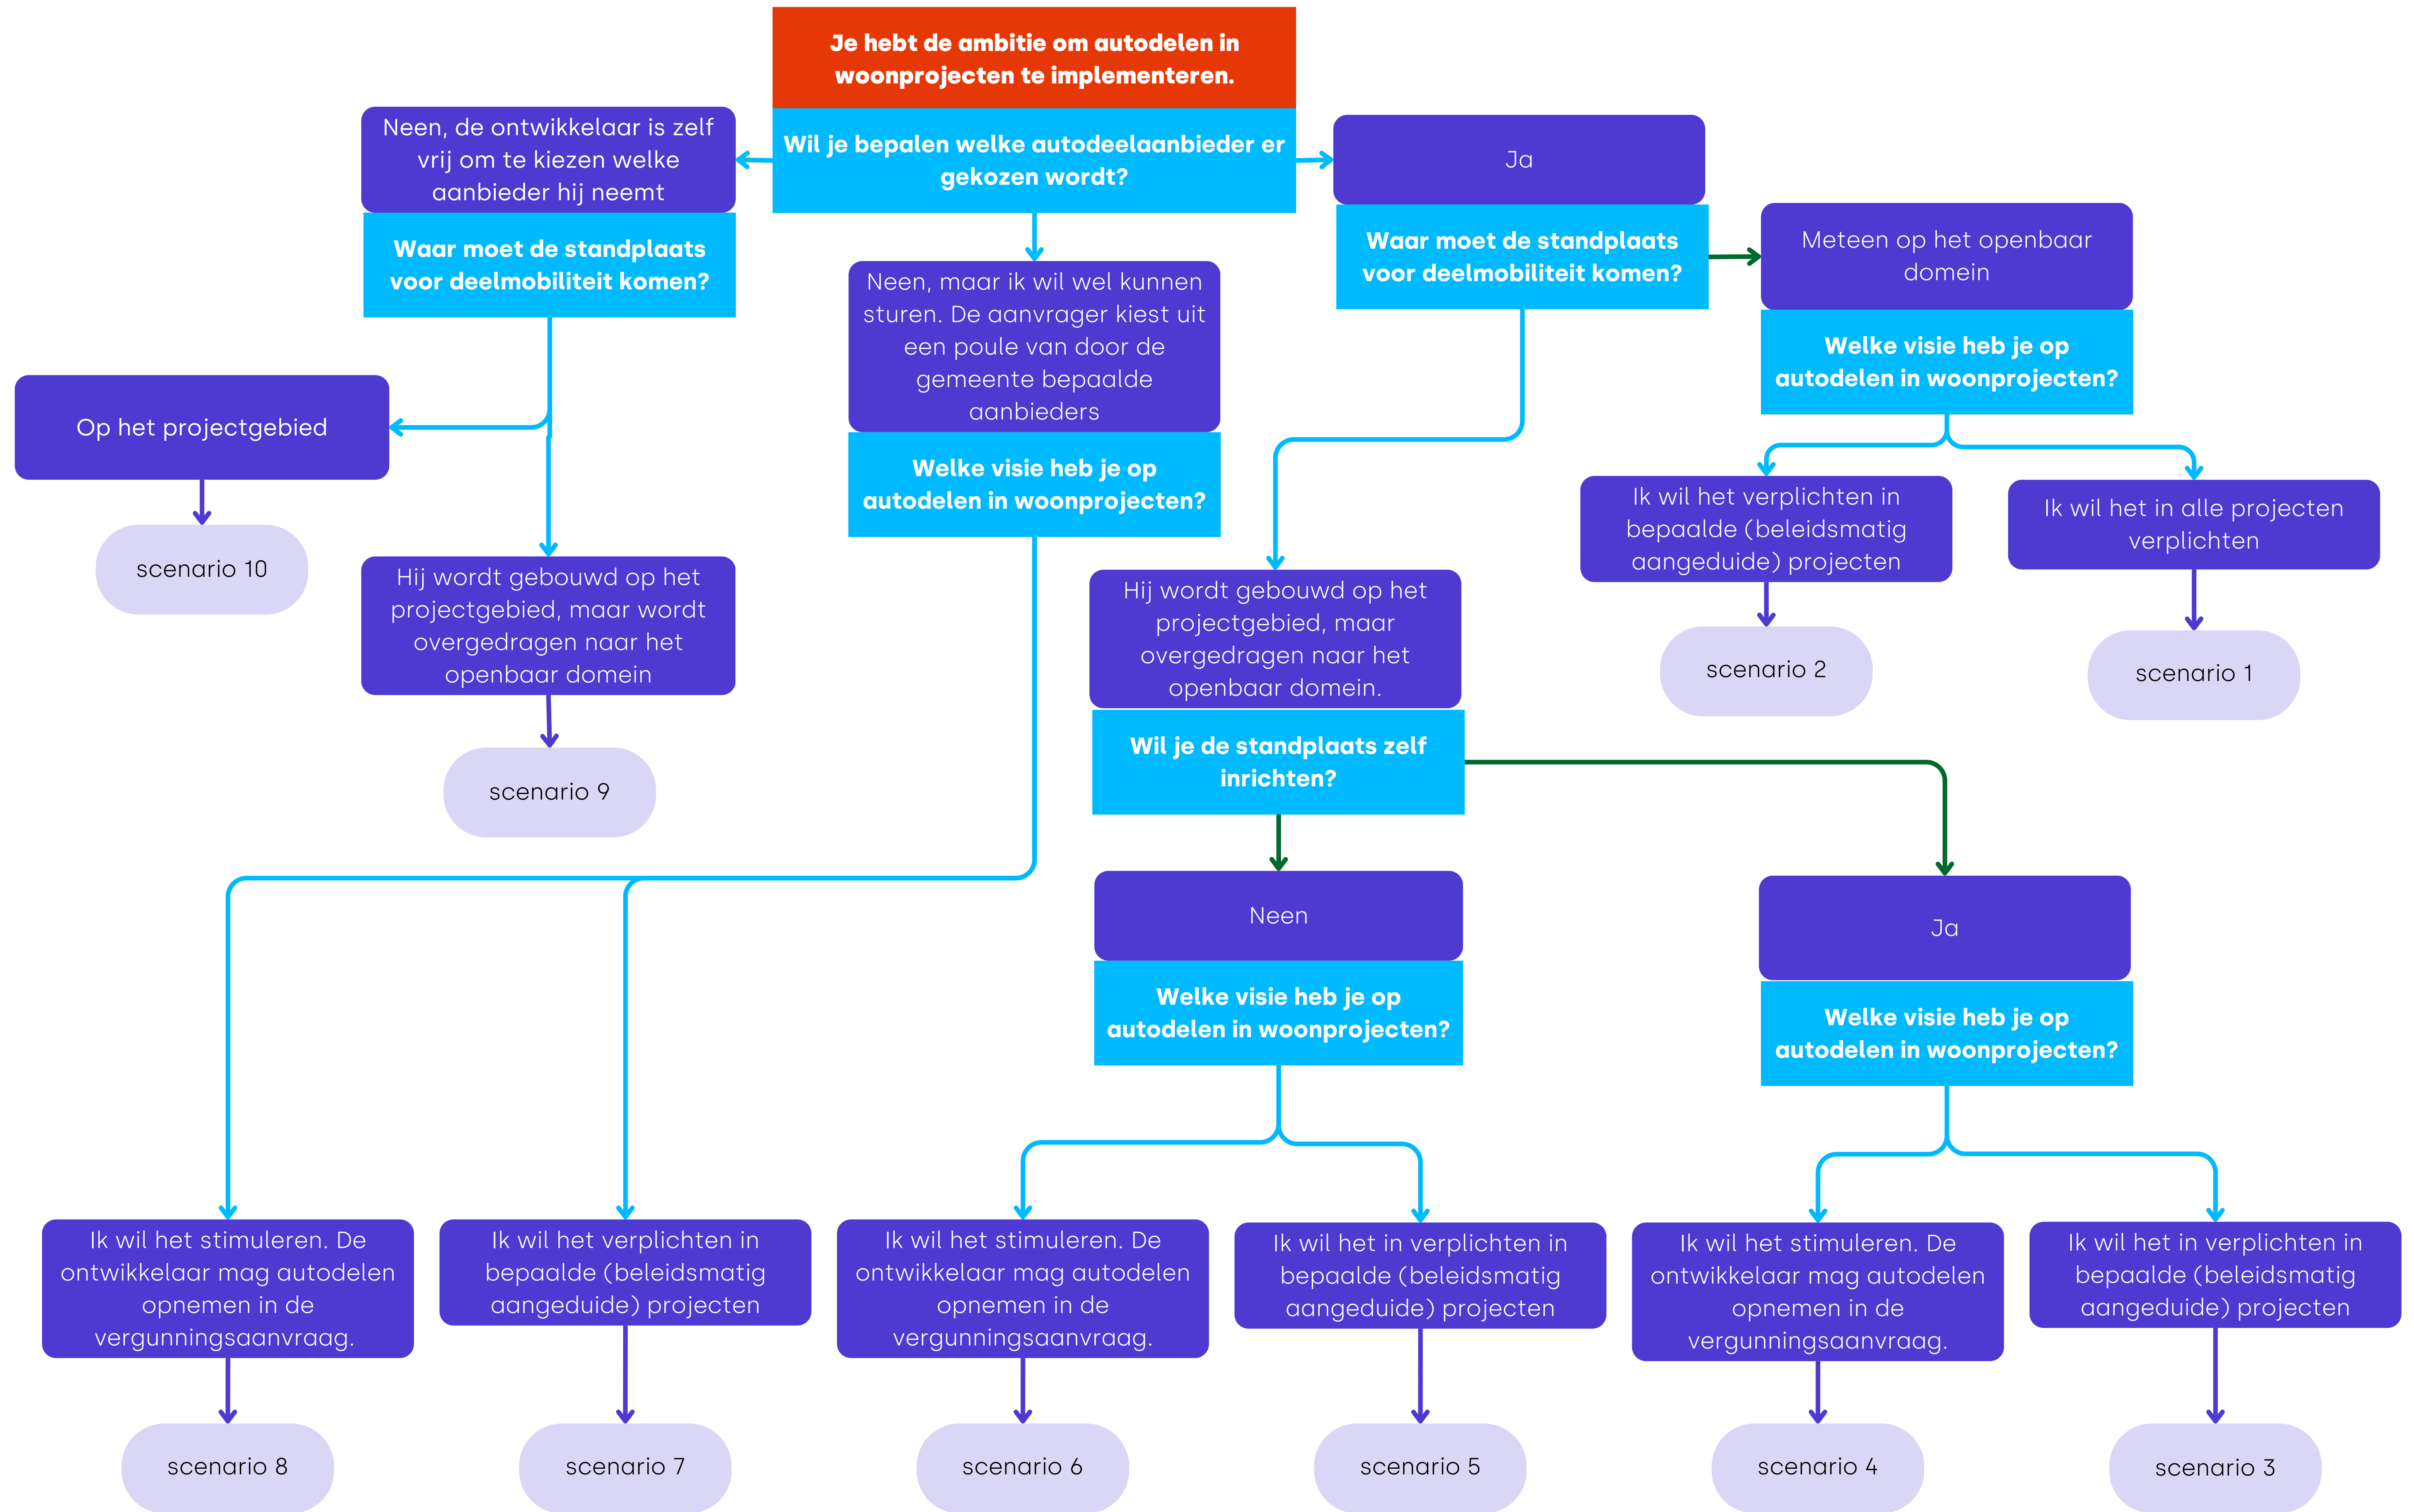 Je hebt de ambitie om autodelen in
woonprojecten te implementeren.
Wil je bepalen welke autodeelaanbieder er
gekozen wordt?
Neen, de ontwikkelaar is zelf
vrij om te kiezen welke
aanbieder hij neemt
Waar moet de standplaats
voor deelmobiliteit komen?
Op het projectgebied
scenario 10
Hij wordt gebouwd op het
projectgebied, maar wordt
overgedragen naar het
openbaar domein
scenario 9
Neen, maar ik wil wel kunnen
sturen. De aanvrager kiest uit
een poule van door de
gemeente bepaalde
aanbieders
Welke visie heb je op
autodelen in woonprojecten?
Ja
Waar moet de standplaats
voor deelmobiliteit komen?
Meteen op het openbaar
domein
Welke visie heb je op
autodelen in woonprojecten?
Ik wil het verplichten in
bepaalde (beleidsmatig
aangeduide) projecten
scenario 2
Ik wil het in alle projecten
verplichten
scenario 1
Hij wordt gebouwd op het
projectgebied, maar
overgedragen naar het
openbaar domein.
Wil je de standplaats zelf
inrichten?
Neen
Welke visie heb je op
autodelen in woonprojecten?
Ja
Welke visie heb je op
autodelen in woonprojecten?
Ik wil het stimuleren. De
ontwikkelaar mag autodelen
opnemen in de
vergunningsaanvraag.
scenario 8
Ik wil het verplichten in
bepaalde (beleidsmatig
aangeduide) projecten
scenario 7
Ik wil het stimuleren. De
ontwikkelaar mag autodelen
opnemen in de
vergunningsaanvraag.
scenario 6
Ik wil het in verplichten in
bepaalde (beleidsmatig
aangeduide) projecten
scenario 5
Ik wil het stimuleren. De
ontwikkelaar mag autodelen
opnemen in de
vergunningsaanvraag.
scenario 4
Ik wil het in verplichten in
bepaalde (beleidsmatig
aangeduide) projecten
scenario 3